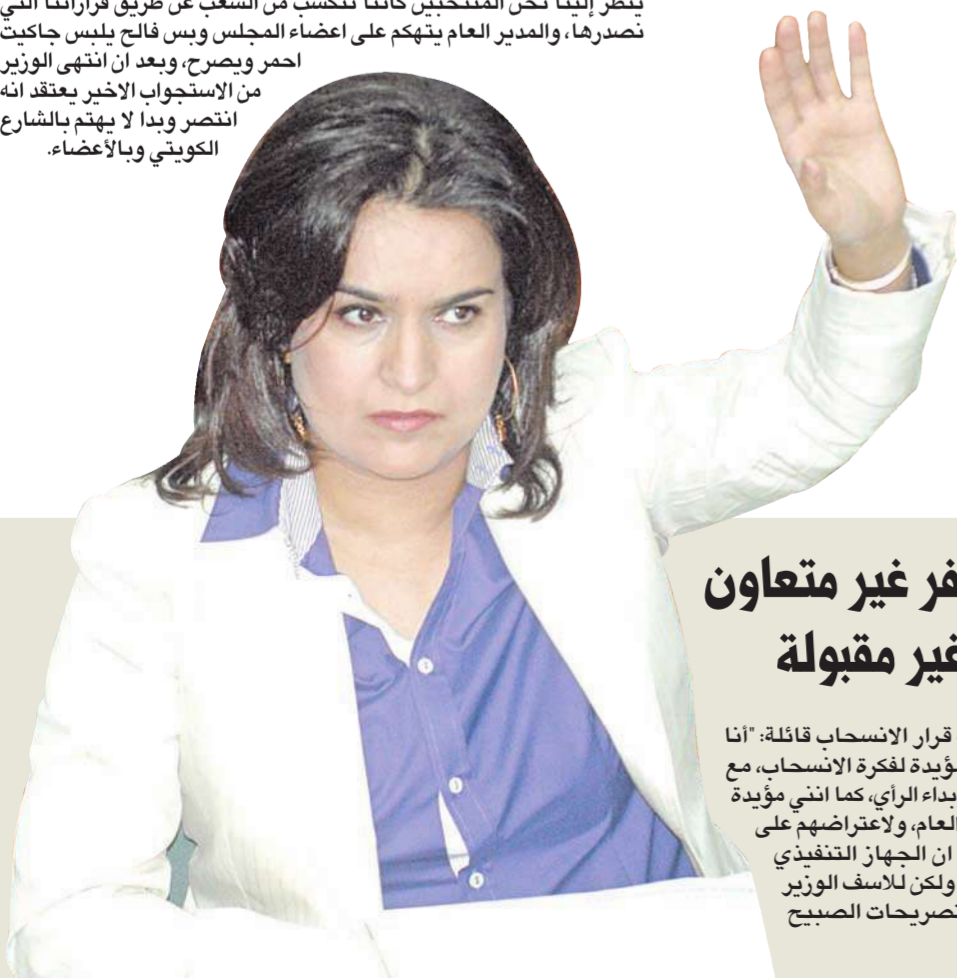 ينظر إلينا نحن المنتخبين كأننا نتكسب من الشعب عن طريق قراراتنا التي
نصدرها، والمدير العام يتهكم على اعضاء المجلس وبس فالح يلبس جاكيت
احمر ويصرح، وبعد ان انتهى الوزير
من الاستجواب الاخير يعتقد انه
انتصر وبدا لا يهتم بالشارع
الكويتي وبالأعضاء.
فر غير متعاون
غير مقبولة
قرار الانسحاب قائلة: "أنا
ؤيدة لفكرة الانسحاب، مع
بداء الرأي، كما انني مؤيدة
العام، ولاعتراضهم على
ان الجهاز التنفيذي
ولكن للاسف الوزير
تصريحات الصبيح